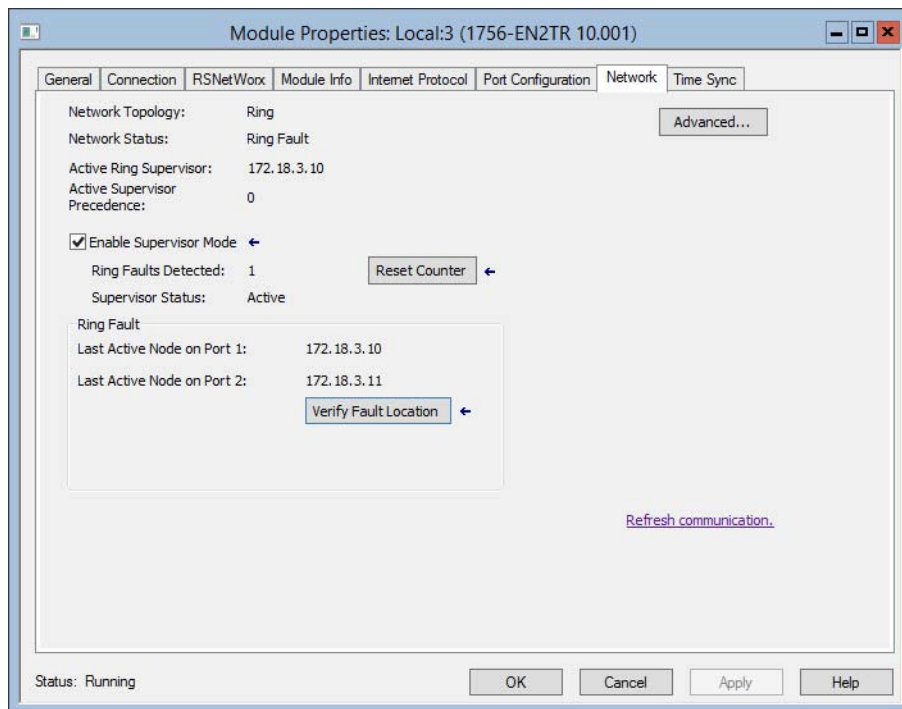 Module Properties: Local:3 (1756-EN2TR 10.001)
General Connection RSNetWorx Module Info Internet Protocol Port Configuration Network Time Sync
Network Topology: Ring
Advanced...
Network Status: Ring Fault
Active Ring Supervisor: 172.18.3.10
Active Supervisor
Precedence: 0
Enable Supervisor Mode
Ring Faults Detected: 1 Reset Counter
Supervisor Status: Active
Ring Fault
Last Active Node on Port 1: 172.18.3.10
Last Active Node on Port 2: 172.18.3.11
Verify Fault Location
Refresh communication.
Status: Running OK Cancel Apply Help